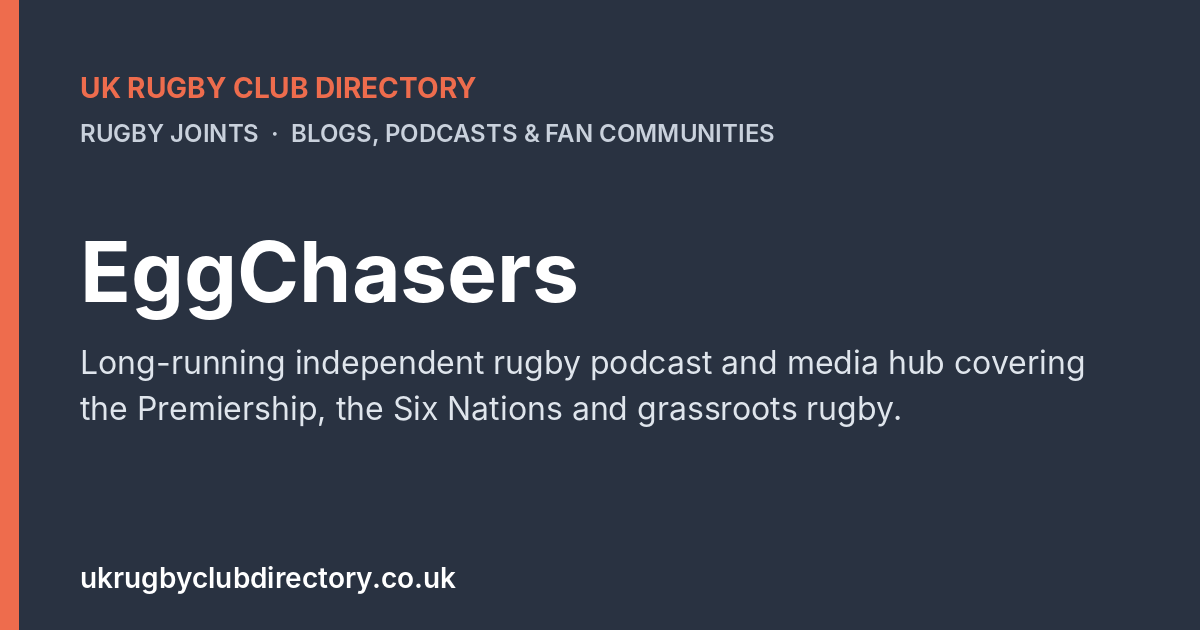 UK RUGBY CLUB DIRECTORY
RUGBY JOINTS · BLOGS, PODCASTS & FAN COMMUNITIES
EggChasers
Long-running independent rugby podcast and media hub covering
the Premiership, the Six Nations and grassroots rugby.
ukrugbyclubdirectory.co.uk